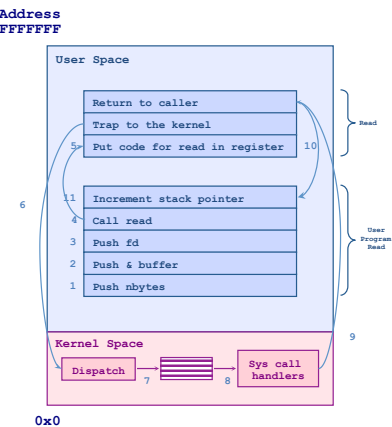 Address
FFFFFFF
User Space
Return to caller
Trap to the kernel
5 Put code for read in register 10
Read
6
11 Increment stack pointer
4 Call read
3 Push fd
2 Push & buffer
1 Push nbytes
User
Program
Read
9
Kernel Space
Dispatch
7
8
Sys call
handlers
0x0